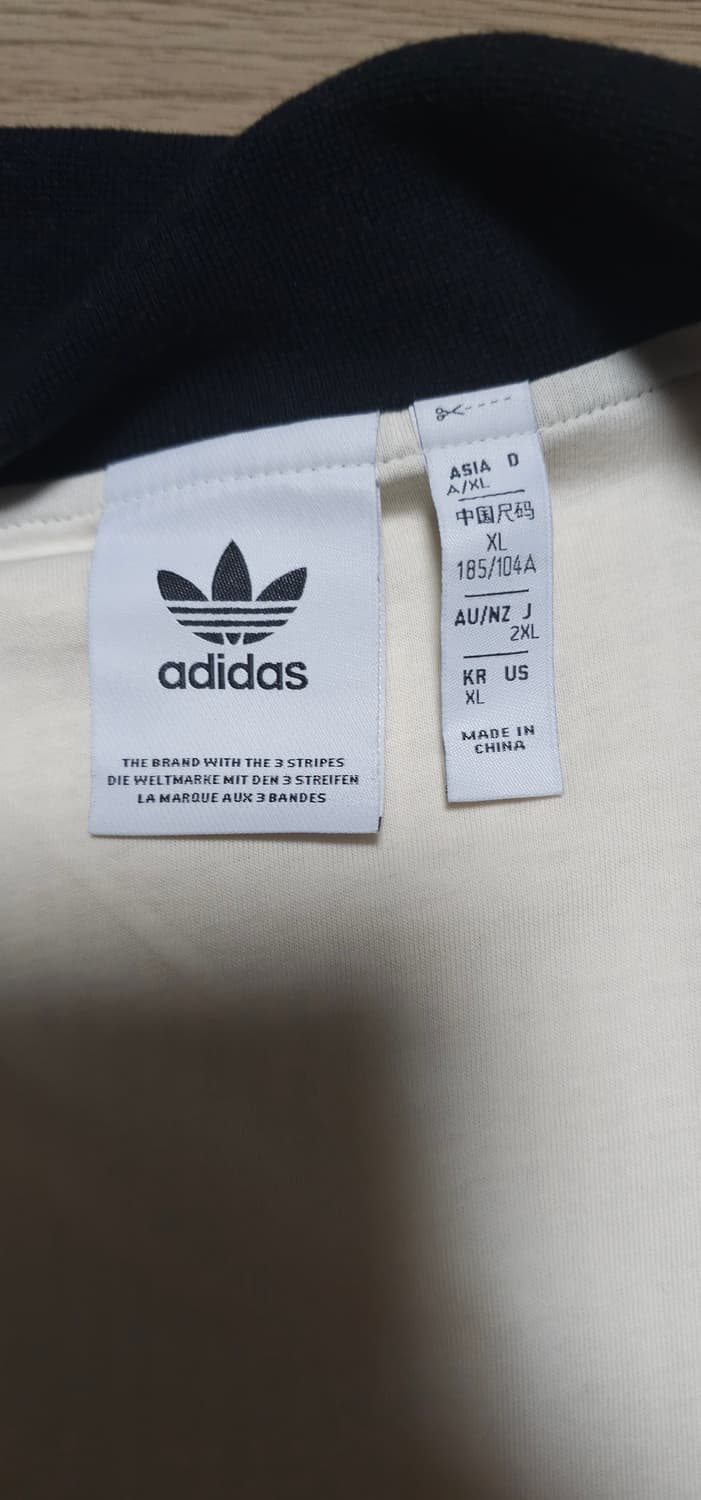 adidas
THE BRAND WITH THE 3 STRIPES
DIE WELTMARKE MIT DEN 3 STREIFEN
LA MARQUE AUX 3 BANDES
ASIA D
A/XL
中国尺码
XL
185/104A
AU/NZ J
2XL
KR US
XL
MADE IN
CHINA